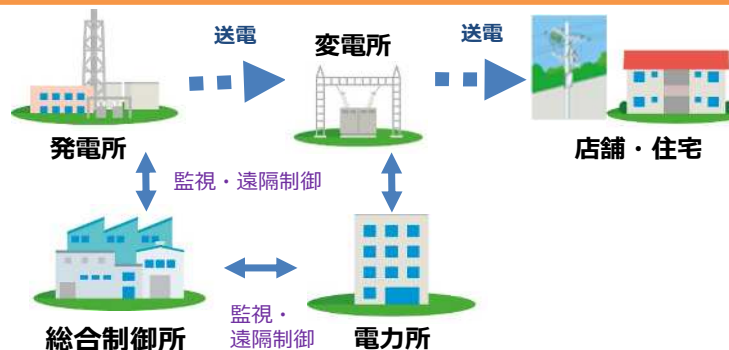 送電
変電所
送電
発電所
店舗・住宅
監視・遠隔制御
監視・
遠隔制御
総合制御所
電力所